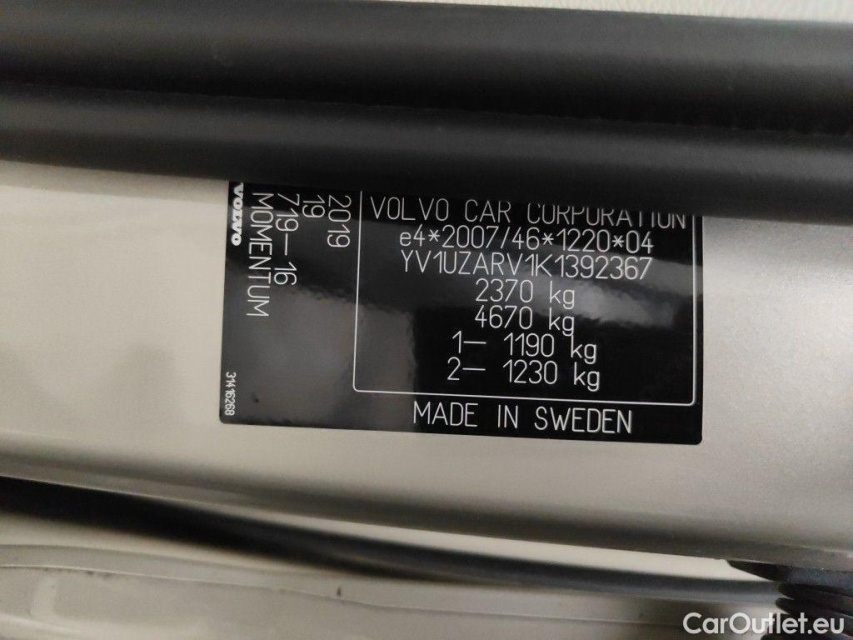 VOLVO
MOMENTUM
719–16
19
2019
VOLVO CAR CORPORATION
e4*2007/46*1220*04
YV1UZARV1K1392367
2370 kg
4670 kg
1– 1190 kg
2– 1230 kg
MADE IN SWEDEN
31416268
CarOutlet.eu